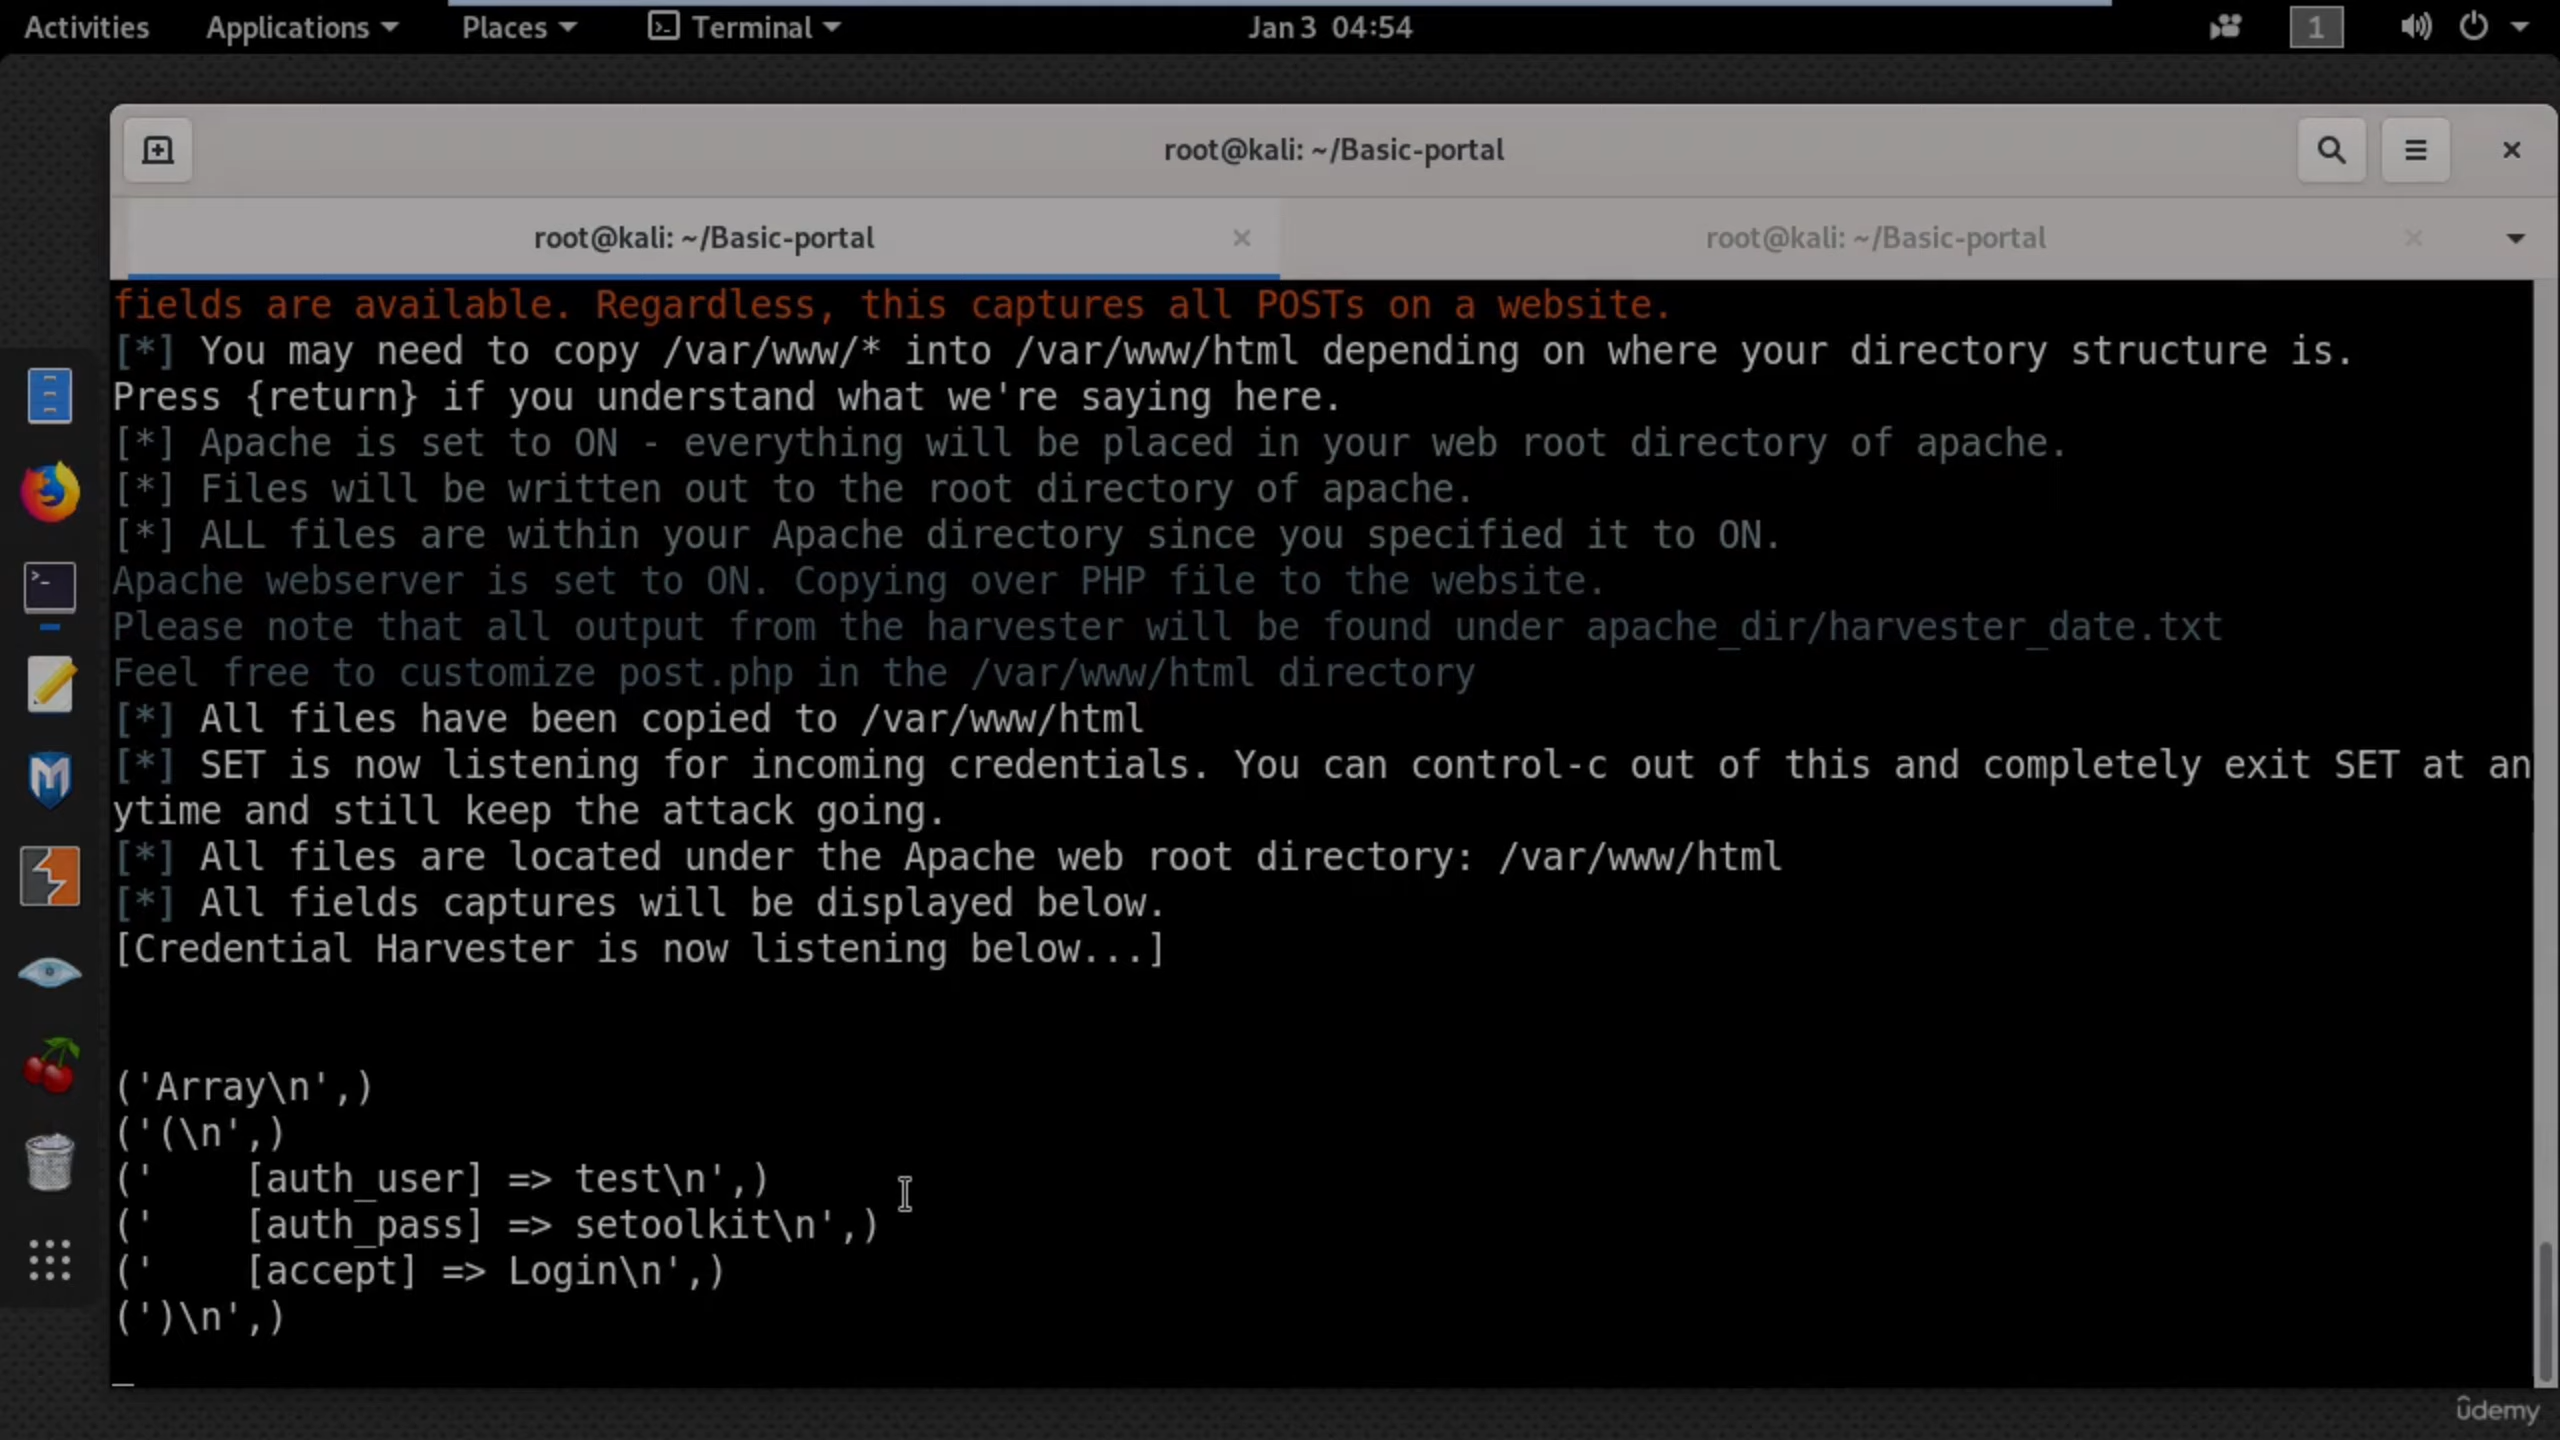 Activities Applications Places Terminal Jan 3 04:54 1
root@kali: ~/Basic-portal
root@kali: ~/Basic-portal root@kali: ~/Basic-portal
fields are available. Regardless, this captures all POSTs on a website.
[*] You may need to copy /var/www/* into /var/www/html depending on where your directory structure is.
Press {return} if you understand what we're saying here.
[*] Apache is set to ON - everything will be placed in your web root directory of apache.
[*] Files will be written out to the root directory of apache.
[*] ALL files are within your Apache directory since you specified it to ON.
Apache webserver is set to ON. Copying over PHP file to the website.
Please note that all output from the harvester will be found under apache_dir/harvester_date.txt
Feel free to customize post.php in the /var/www/html directory
[*] All files have been copied to /var/www/html
[*] SET is now listening for incoming credentials. You can control-c out of this and completely exit SET at an
ytime and still keep the attack going.
[*] All files are located under the Apache web root directory: /var/www/html
[*] All fields captures will be displayed below.
[Credential Harvester is now listening below...]
('Array\n',)
('(\n',)
('    [auth_user] => test\n',)
('    [auth_pass] => setoolkit\n',)
('    [accept] => Login\n',)
(')\n',)
ûdemy